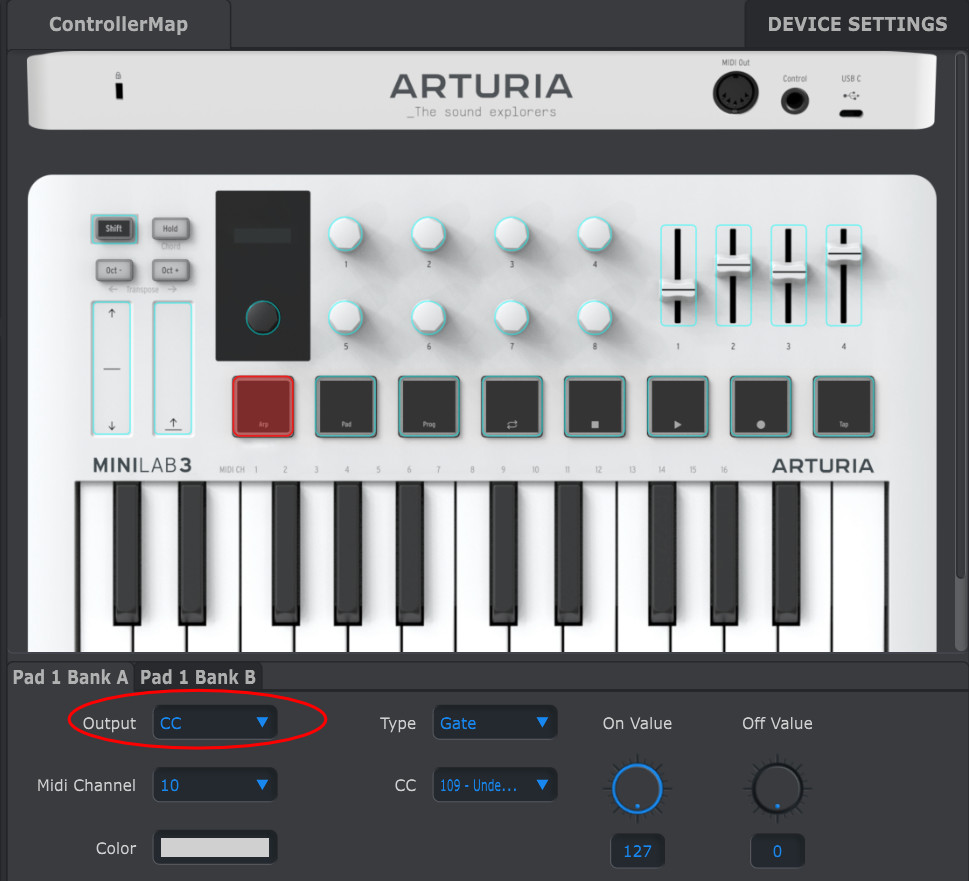 ControllerMap
DEVICE SETTINGS
MIDI Out
Control
USB C
ARTURIA
_The sound explorers
Shift
Hold
Chord
Oct -
Oct +
Transpose
1 2 3 4
5 6 7 8
1 2 3 4
Arp
Pad
Prog
Tap
MINILAB3
MIDI CH 1 2 3 4 5 6 7 8 9 10 11 12 13 14 15 16
ARTURIA
Pad 1 Bank A
Pad 1 Bank B
Output
CC
Type
Gate
On Value
Off Value
Midi Channel
10
CC
109 - Unde...
Color
127
0